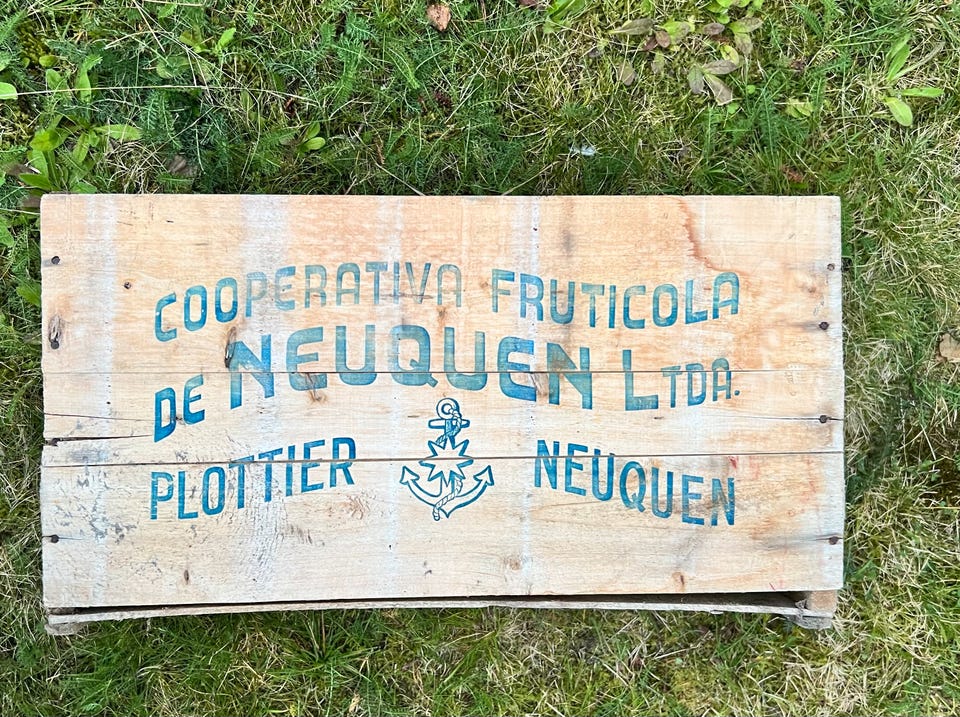 COOPERATIVA FRUTICOLA
DE NEUQUEN LTDA.
PLOTTIER NEUQUEN